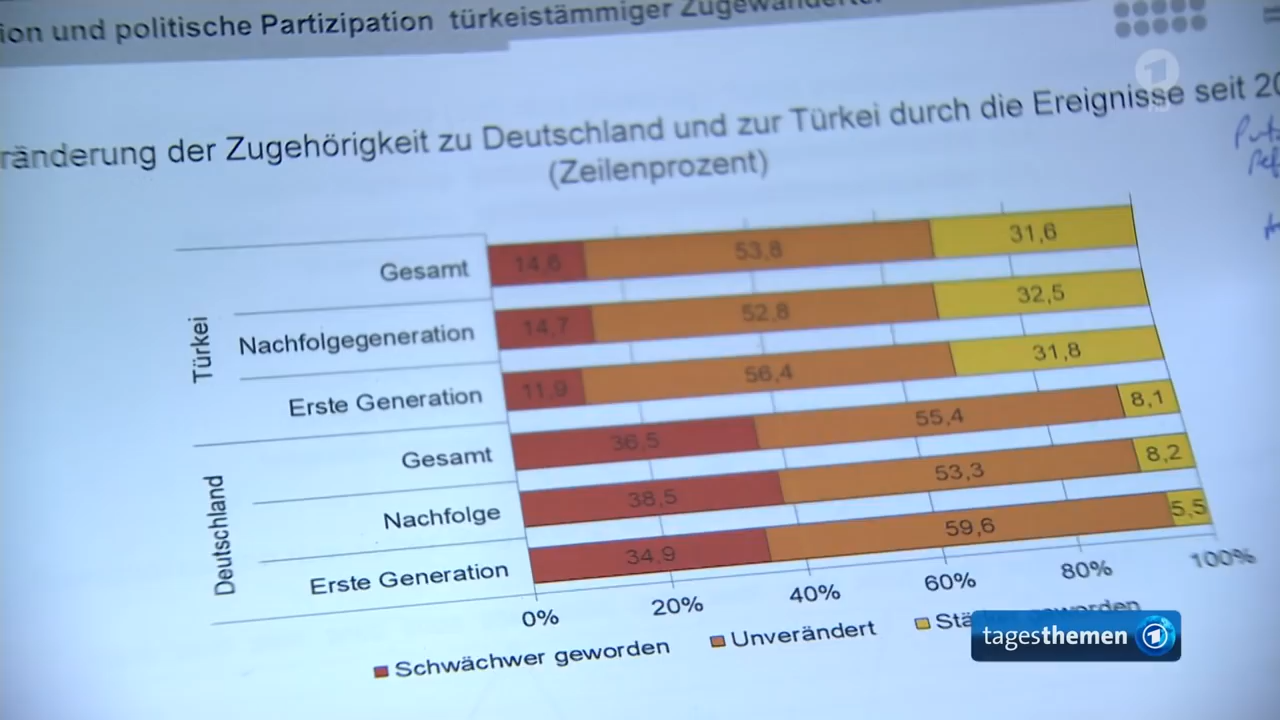 ion und politische Partizipation türkeistämmiger
Veränderung der Zugehörigkeit zu Deutschland und zur Türkei durch die Ereignisse seit
(Zeilenprozent)
Türkei
Gesamt 14,6 53,8 31,6
Nachfolgegeneration 14,7 52,8 32,5
Erste Generation 11,9 56,4 31,8
Deutschland
Gesamt 36,5 55,4 8,1
Nachfolge 38,5 53,3 8,2
Erste Generation 34,9 59,6 5,5
0% 20% 40% 60% 80% 100%
Schwächwer geworden Unverändert
tagesthemen 1